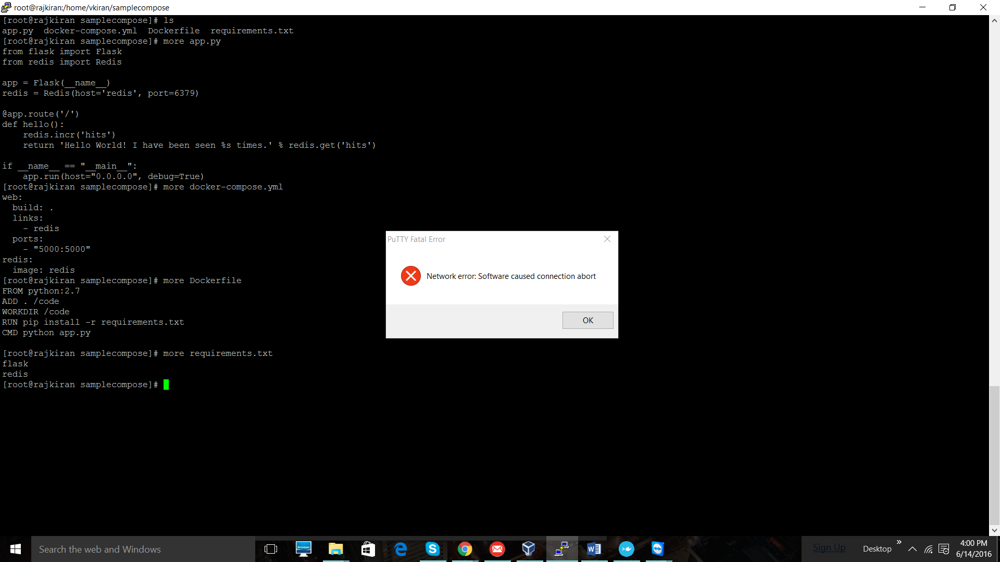 root@rajkiran:/home/vkiran/samplecompose
[root@rajkiran samplecompose]# ls
app.py  docker-compose.yml  Dockerfile  requirements.txt
[root@rajkiran samplecompose]# more app.py
from flask import Flask
from redis import Redis

app = Flask(__name__)
redis = Redis(host='redis', port=6379)

@app.route('/')
def hello():
    redis.incr('hits')
    return 'Hello World! I have been seen %s times.' % redis.get('hits')

if __name__ == "__main__":
    app.run(host="0.0.0.0", debug=True)
[root@rajkiran samplecompose]# more docker-compose.yml
web:
  build: .
  links:
    - redis
  ports:
    - "5000:5000"
redis:
  image: redis
[root@rajkiran samplecompose]# more Dockerfile
FROM python:2.7
ADD . /code
WORKDIR /code
RUN pip install -r requirements.txt
CMD python app.py

[root@rajkiran samplecompose]# more requirements.txt
flask
redis
[root@rajkiran samplecompose]#
PuTTY Fatal Error
Network error: Software caused connection abort
OK
Search the web and Windows
Sign Up
Desktop
4:00 PM
6/14/2016